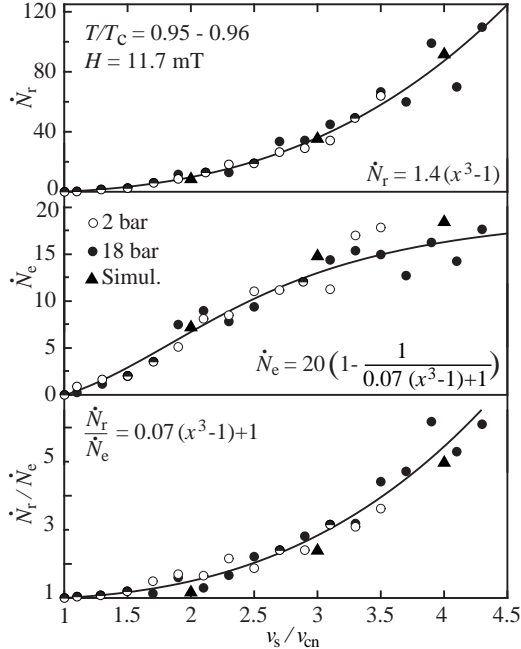 120
80
40
0
Ṅr
T/Tc = 0.95 - 0.96
H = 11.7 mT
Ṅr = 1.4 (x³-1)
20
15
10
5
0
Ṅe
2 bar
18 bar
Simul.
Ṅe = 20 (1- 1 / 0.07 (x³-1)+1 )
5
3
1
Ṅr / Ṅe
Ṅr / Ṅe = 0.07 (x³-1)+1
1 1.5 2 2.5 3 3.5 4 4.5
vs / vcn